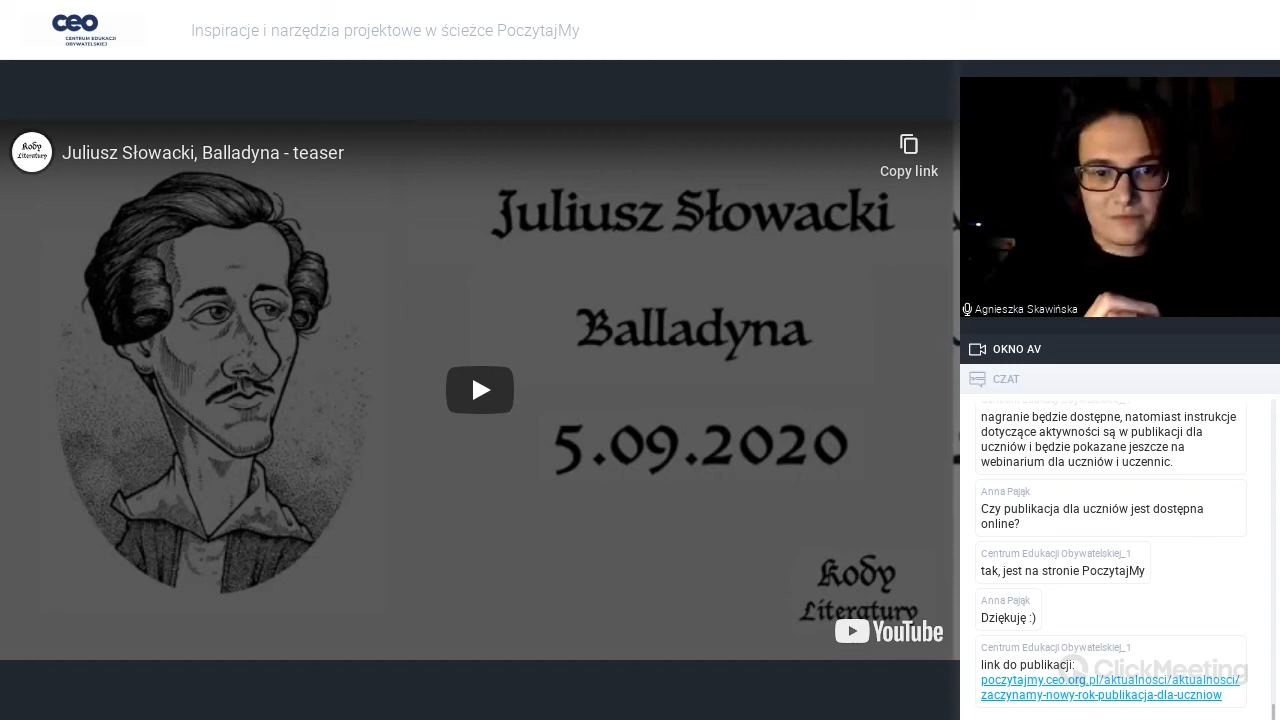 ceo
CENTRUM EDUKACJI
OBYWATELSKIEJ
Inspiracje i narzędzia projektowe w ścieżce PoczytajMy
Kody
Literatury
Juliusz Słowacki, Balladyna - teaser
Copy link
Juliusz Słowacki
Balladyna
5.09.2020
Kody
Literatury
YouTube
Agnieszka Skawińska
OKNO AV
CZAT
Centrum Edukacji Obywatelskiej_1
nagranie będzie dostępne, natomiast instrukcje
dotyczące aktywności są w publikacji dla
uczniów i będzie pokazane jeszcze na
webinarium dla uczniów i uczennic.
Anna Pająk
Czy publikacja dla uczniów jest dostępna
online?
Centrum Edukacji Obywatelskiej_1
tak, jest na stronie PoczytajMy
Anna Pająk
Dziękuję :)
Centrum Edukacji Obywatelskiej_1
link do publikacji:
ClickMeeting
poczytajmy.ceo.org.pl/aktualnosci/aktualnosci/
zaczynamy-nowy-rok-publikacja-dla-uczniow